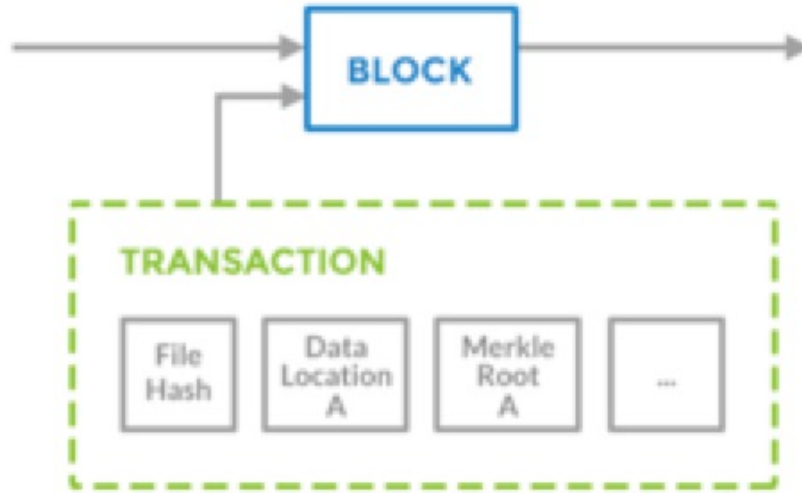 BLOCK
TRANSACTION
File
Hash
Data
Location
A
Merkle
Root
A
...